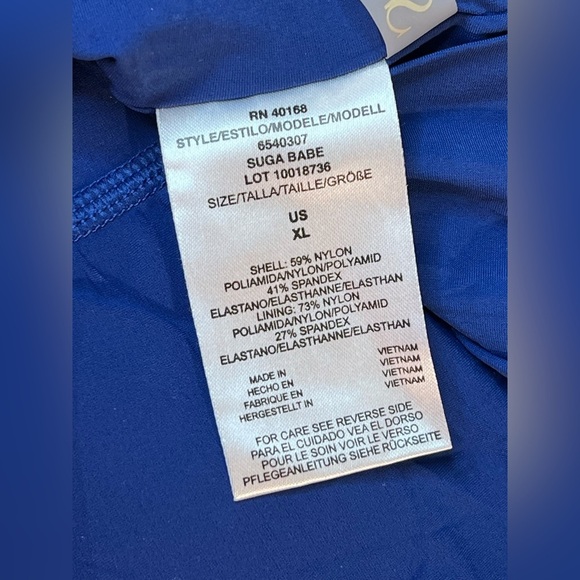 RN 40168
STYLE/ESTILO/MODELE/MODELL
6540307
SUGA BABE
LOT 10018736
SIZE/TALLA/TAILLE/GRÖßE
US
XL
SHELL: 59% NYLON
POLIAMIDA/NYLON/POLYAMID
41% SPANDEX
ELASTANO/ELASTHANNE/ELASTHAN
LINING: 73% NYLON
POLIAMIDA/NYLON/POLYAMID
27% SPANDEX
ELASTANO/ELASTHANNE/ELASTHAN
MADE IN VIETNAM
HECHO EN VIETNAM
FABRIQUE EN VIETNAM
HERGESTELLT IN VIETNAM
FOR CARE SEE REVERSE SIDE
PARA EL CUIDADO VEA EL DORSO
POUR LE SOIN VOIR LE VERSO
PFLEGEANLEITUNG SIEHE RÜCKSEITE